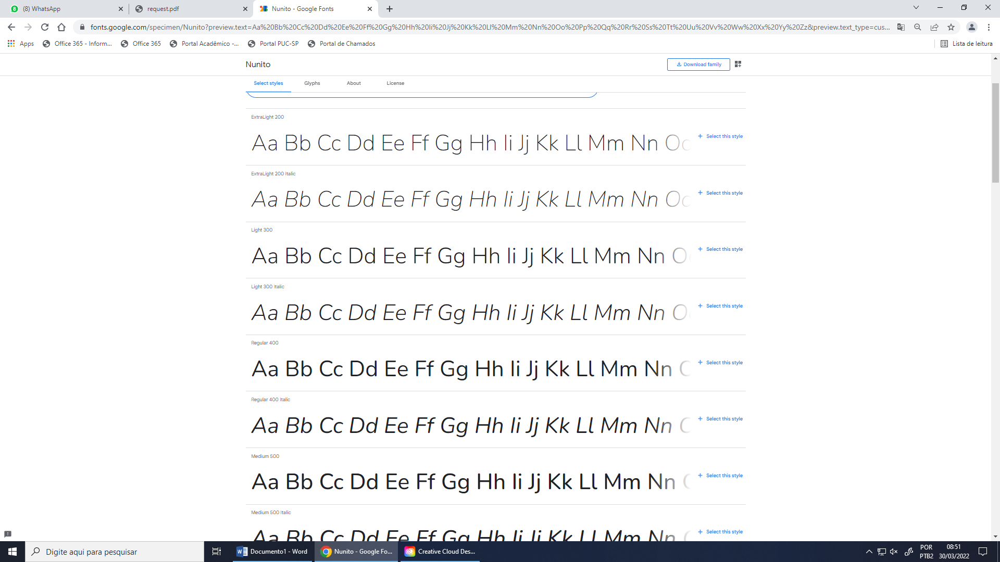 (8) WhatsApp
request.pdf
Nunito - Google Fonts
fonts.google.com/specimen/Nunito?preview.text=Aa%20Bb%20Cc%20Dd%20Ee%20Ff%20Gg%20Hh%20Ii%20Jj%20Kk%20Ll%20Mm%20Nn%20Oo%20Pp%20Qq%20Rr%20Ss%20Tt%20Uu%20Vv%20Ww%20Xx%20Yy%20Zz&preview.text_type=cus...
Apps
Office 365 - Inform...
Office 365
Portal Acadêmico -...
Portal PUC-SP
Portal de Chamados
Lista de leitura
Nunito
Download family
Select styles
Glyphs
About
License
ExtraLight 200
Aa Bb Cc Dd Ee Ff Gg Hh Ii Jj Kk Ll Mm Nn Oo
Select this style
ExtraLight 200 Italic
Aa Bb Cc Dd Ee Ff Gg Hh Ii Jj Kk Ll Mm Nn Oo
Select this style
Light 300
Aa Bb Cc Dd Ee Ff Gg Hh Ii Jj Kk Ll Mm Nn Oo
Select this style
Light 300 Italic
Aa Bb Cc Dd Ee Ff Gg Hh Ii Jj Kk Ll Mm Nn Oo
Select this style
Regular 400
Aa Bb Cc Dd Ee Ff Gg Hh Ii Jj Kk Ll Mm Nn
Select this style
Regular 400 Italic
Aa Bb Cc Dd Ee Ff Gg Hh Ii Jj Kk Ll Mm Nn
Select this style
Medium 500
Aa Bb Cc Dd Ee Ff Gg Hh Ii Jj Kk Ll Mm Nn
Select this style
Medium 500 Italic
Aa Bb Cc Dd Ee Ff Gg Hh Ii Jj Kk Ll Mm Nn
Select this style
Digite aqui para pesquisar
Documento1 - Word
Nunito - Google Fo...
Creative Cloud Des...
POR
PTB2
08:51
30/03/2022